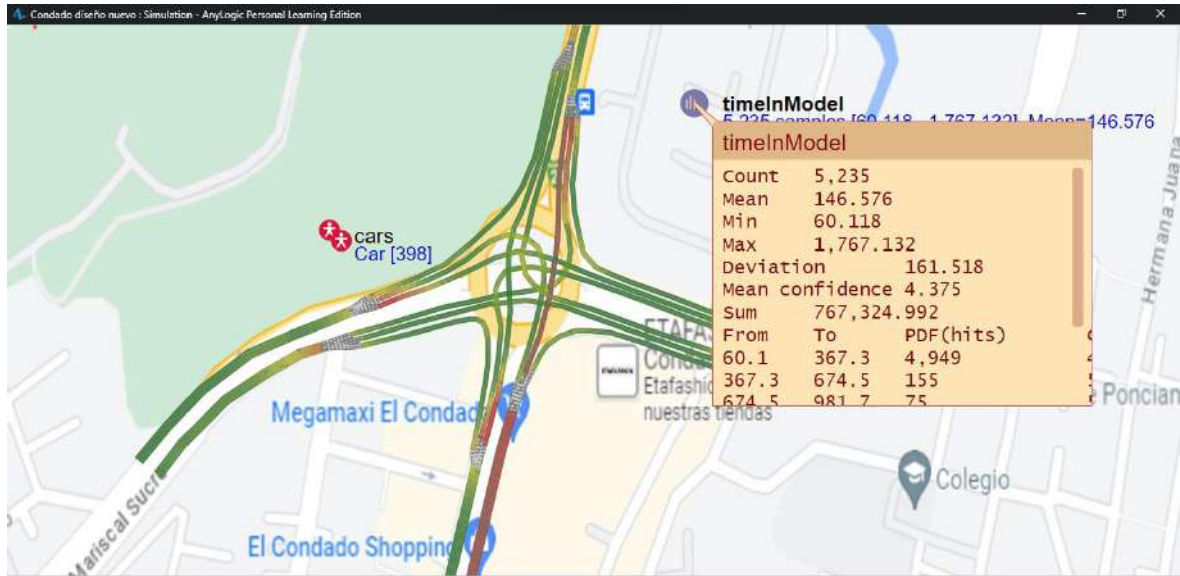 Condado diseño nuevo : Simulation - AnyLogic Personal Learning Edition
timeInModel
5,235 samples [60.118...1,767.132]. Mean=146.576
timeInModel
Count 5,235
Mean 146.576
Min 60.118
Max 1,767.132
Deviation 161.518
Mean confidence 4.375
Sum 767,324.992
From To PDF(hits)
60.1 367.3 4,949
367.3 674.5 155
674.5 981.7 75
cars
Car [398]
Hermana Juana
ETAFA
Cond
Etafashi
nuestras tiendas
Megamaxi El Condado
Poncian
Colegio
Mariscal Sucre
El Condado Shopping